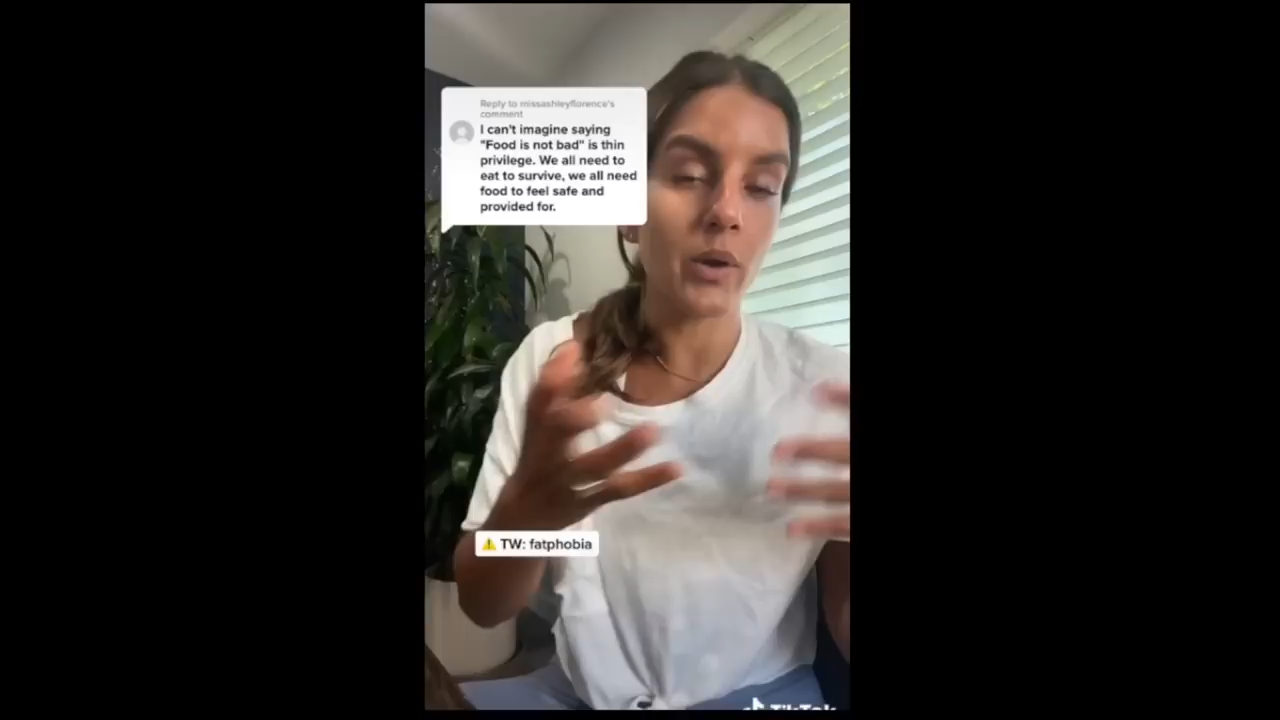 Reply to missashleyflorence's
comment
I can't imagine saying
"Food is not bad" is thin
privilege. We all need to
eat to survive, we all need
food to feel safe and
provided for.
⚠️ TW: fatphobia
TikTok